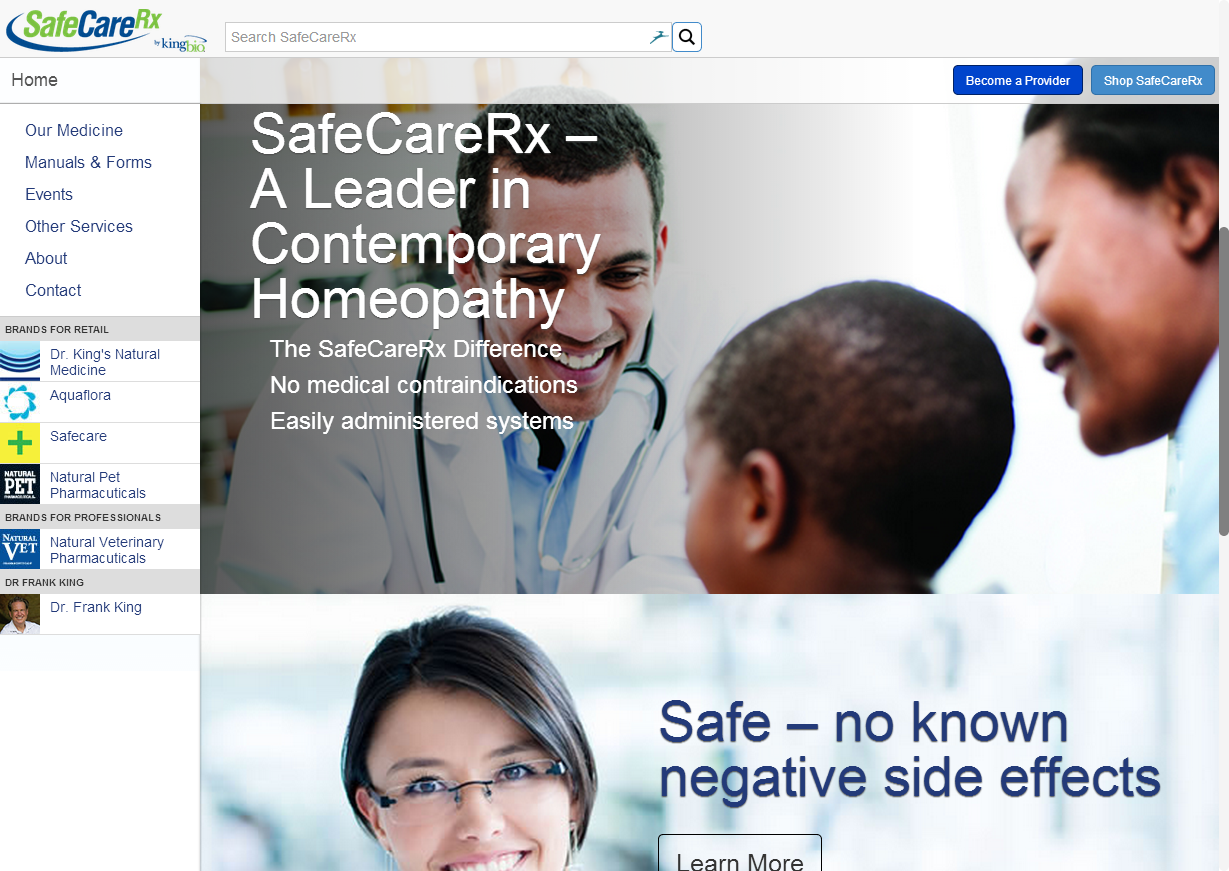 SafeCareRx
by kingbio
Search SafeCareRx
Home
Become a Provider
Shop SafeCareRx
Our Medicine
Manuals & Forms
Events
Other Services
About
Contact
BRANDS FOR RETAIL
Dr. King's Natural
Medicine
Aquaflora
Safecare
NATURAL
PET
Natural Pet
Pharmacuticals
BRANDS FOR PROFESSIONALS
NATURAL
VET
Natural Veterinary
Pharmacuticals
DR FRANK KING
Dr. Frank King
SafeCareRx –
A Leader in
Contemporary
Homeopathy
The SafeCareRx Difference
No medical contraindications
Easily administered systems
Safe – no known
negative side effects
Learn More